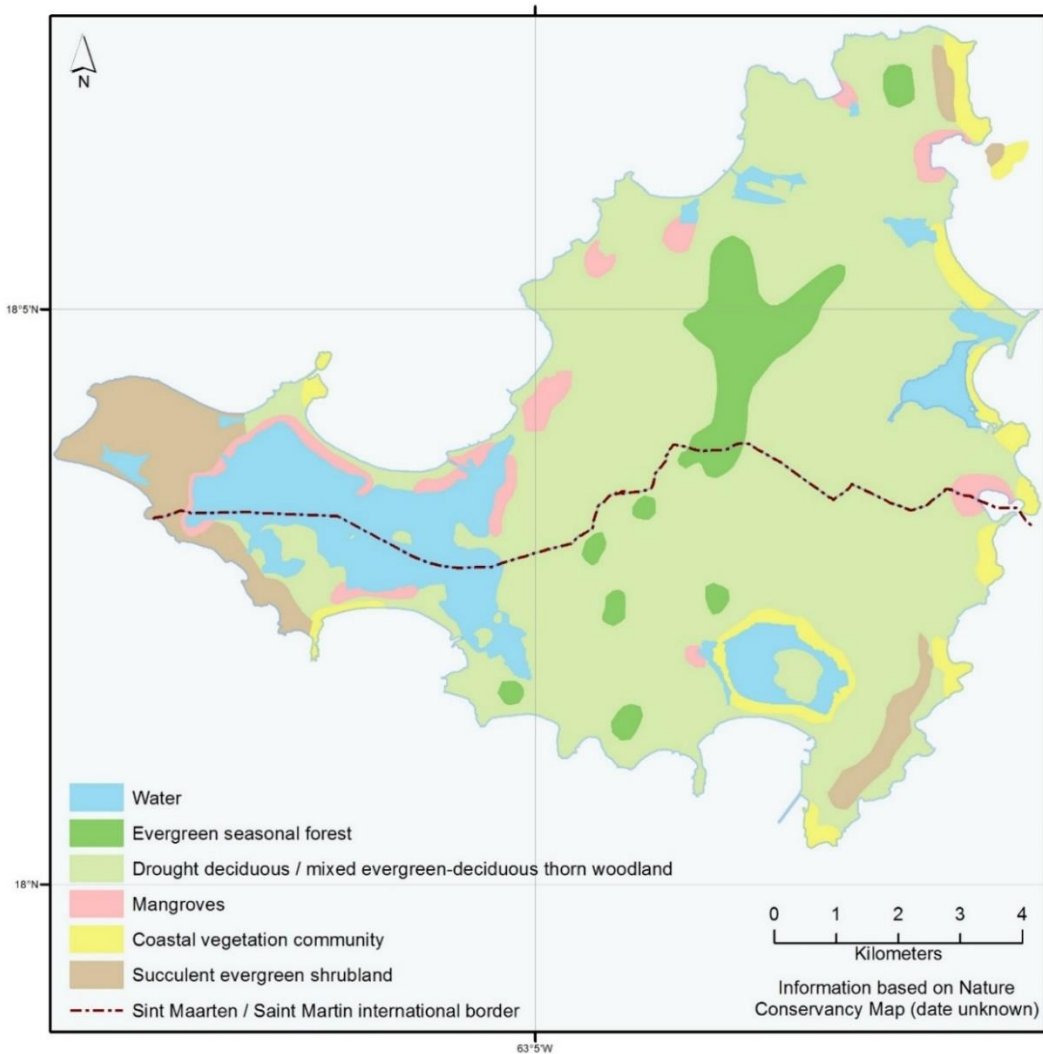 N
18°5'N
Water
Evergreen seasonal forest
Drought deciduous / mixed evergreen-deciduous thorn woodland
Mangroves
Coastal vegetation community
Succulent evergreen shrubland
Sint Maarten / Saint Martin international border
18°N
0 1 2 3 4
Kilometers
Information based on Nature
Conservancy Map (date unknown)
63°5'W